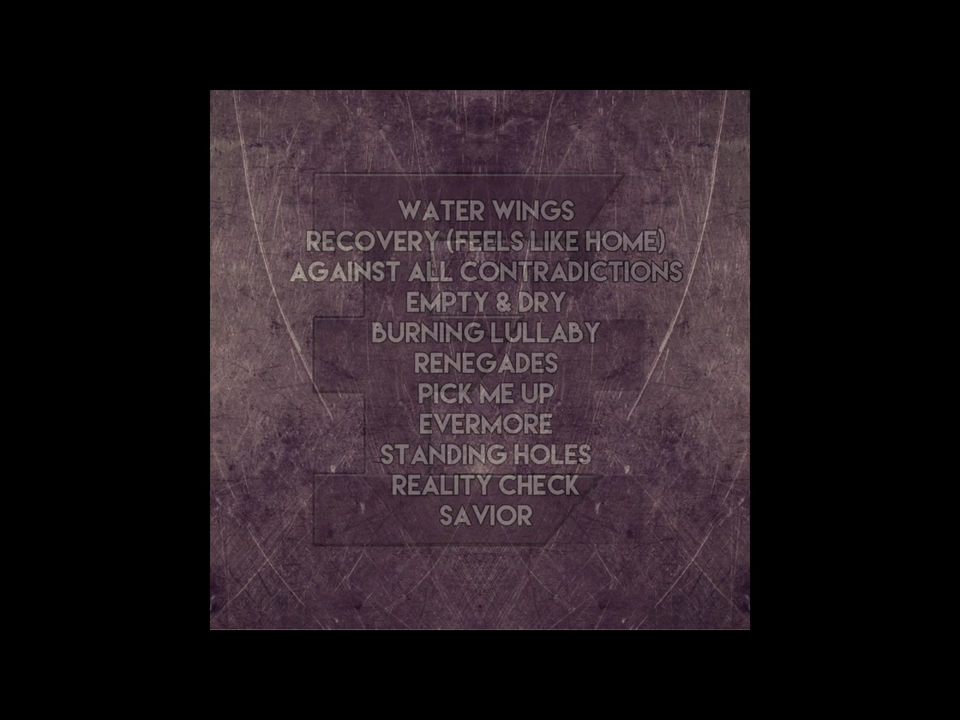 WATER WINGS
RECOVERY (FEELS LIKE HOME)
AGAINST ALL CONTRADICTIONS
EMPTY & DRY
BURNING LULLABY
RENEGADES
PICK ME UP
EVERMORE
STANDING HOLES
REALITY CHECK
SAVIOR